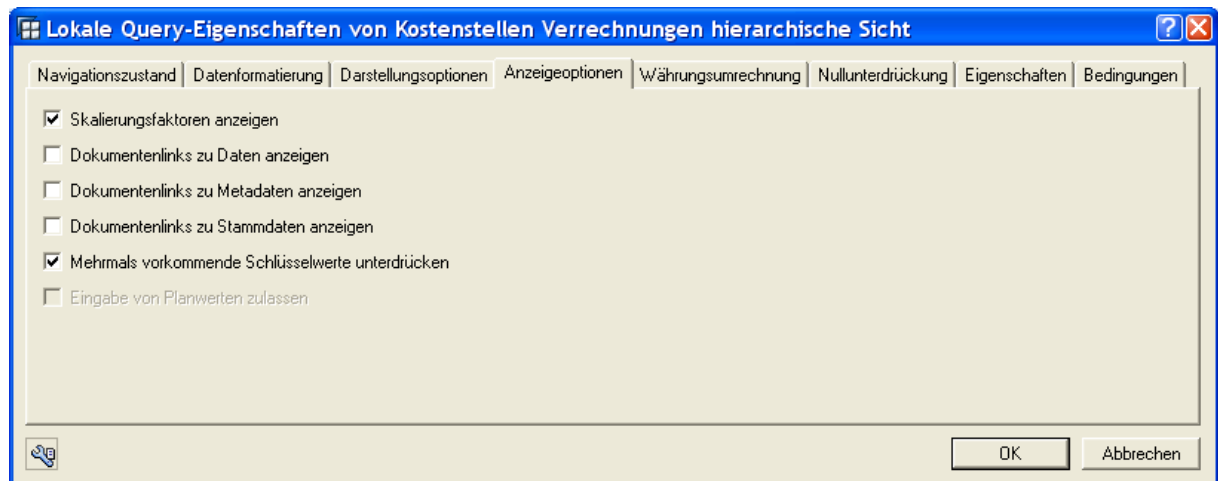 Lokale Query-Eigenschaften von Kostenstellen Verrechnungen hierarchische Sicht
Navigationszustand Datenformatierung Darstellungsoptionen Anzeigeoptionen Währungsumrechnung Nullunterdrückung Eigenschaften Bedingungen
Skalierungsfaktoren anzeigen
Dokumentenlinks zu Daten anzeigen
Dokumentenlinks zu Metadaten anzeigen
Dokumentenlinks zu Stammdaten anzeigen
Mehrmals vorkommende Schlüsselwerte unterdrücken
Eingabe von Planwerten zulassen
OK Abbrechen